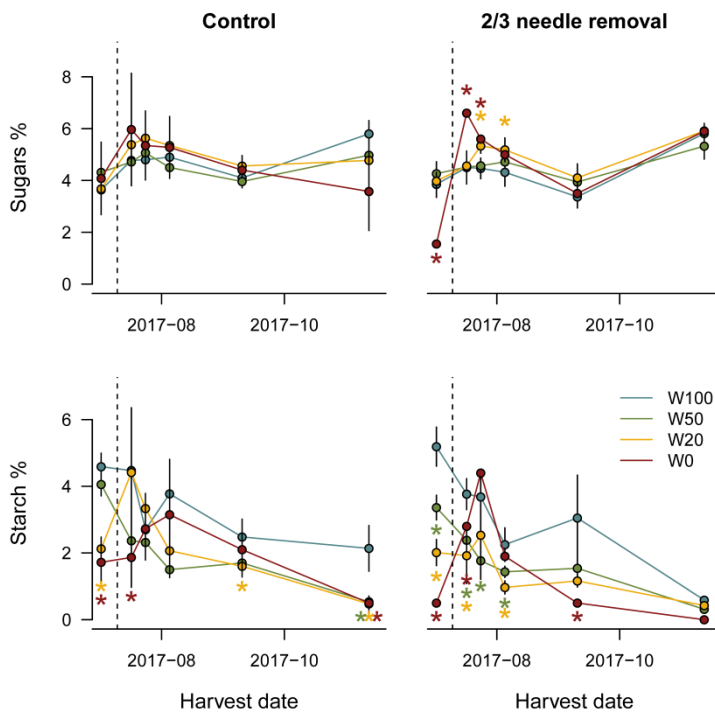 Control
2/3 needle removal
Sugars %
8
6
4
2
0
2017−08
2017−10
2017−08
2017−10
Starch %
6
4
2
0
W100
W50
W20
W0
2017−08
2017−10
2017−08
2017−10
Harvest date
Harvest date